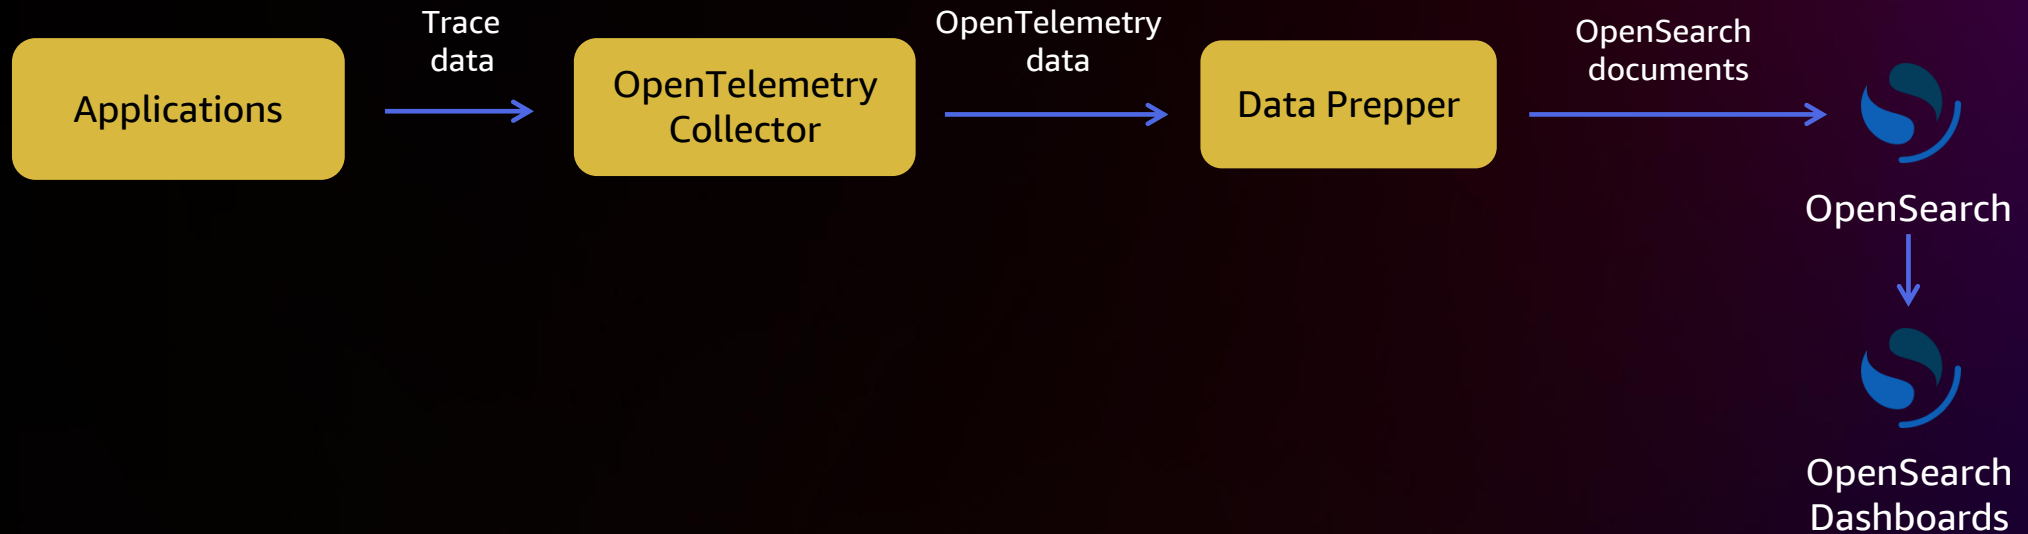 Applications
Trace
data
OpenTelemetry
Collector
OpenTelemetry
data
Data Prepper
OpenSearch
documents
OpenSearch
OpenSearch
Dashboards